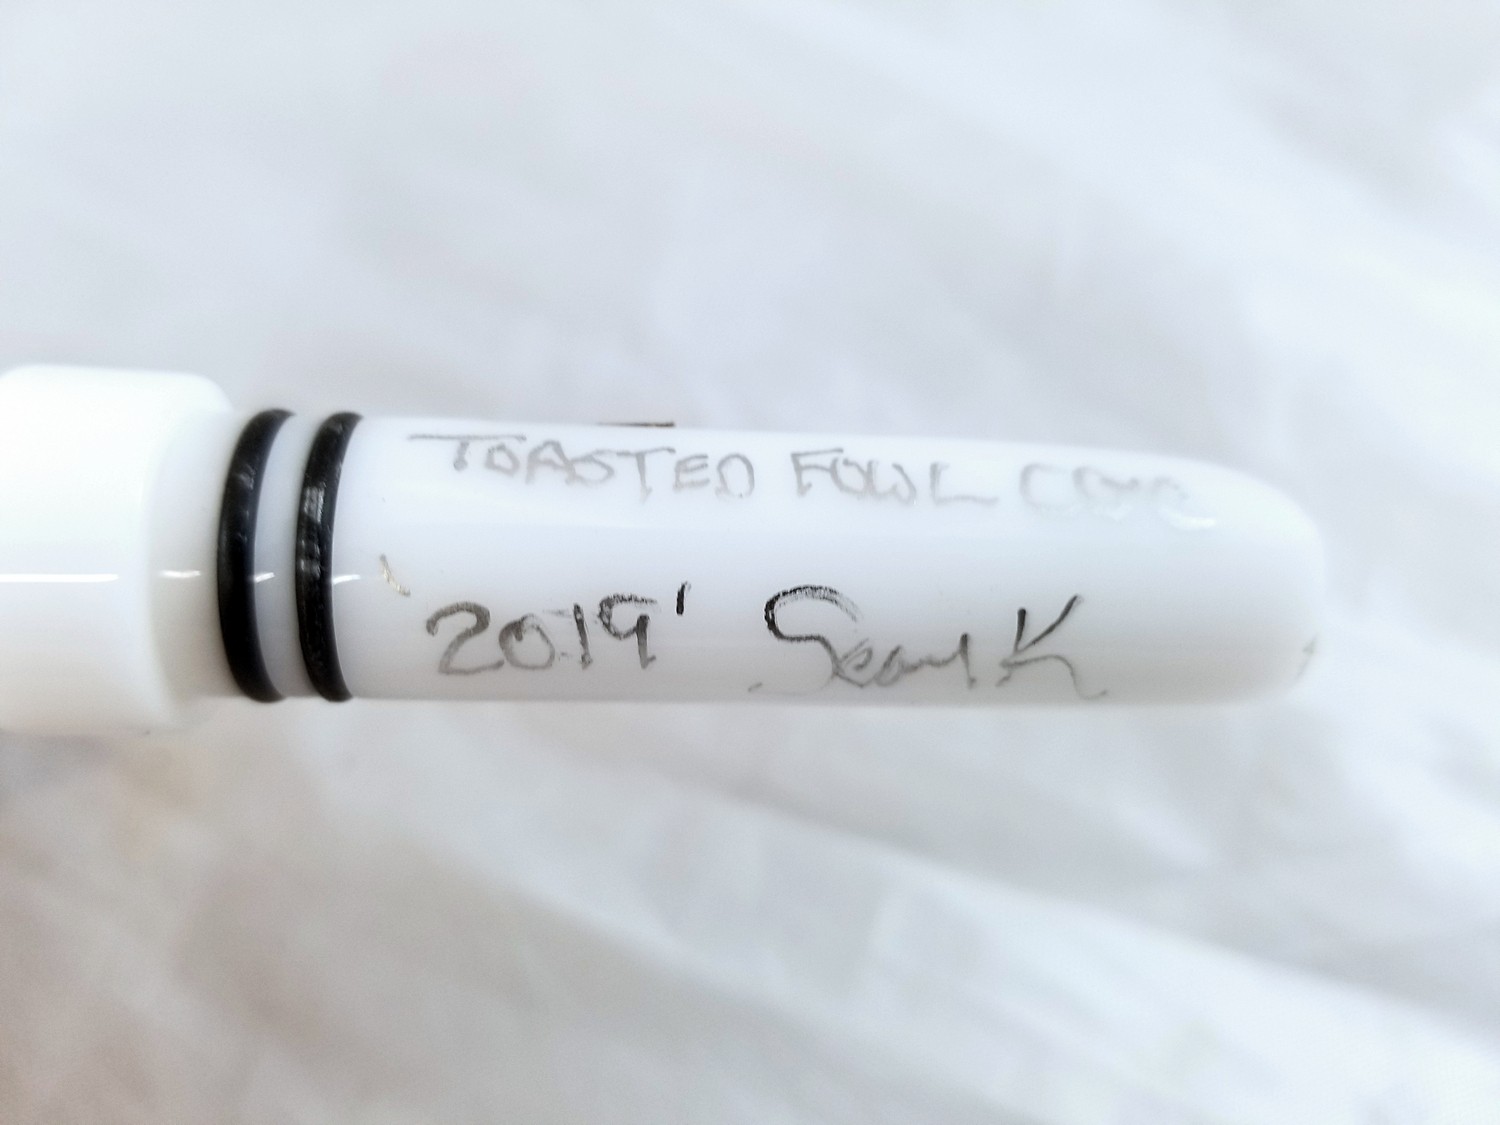 TOASTED FOWL
2019' Sean K